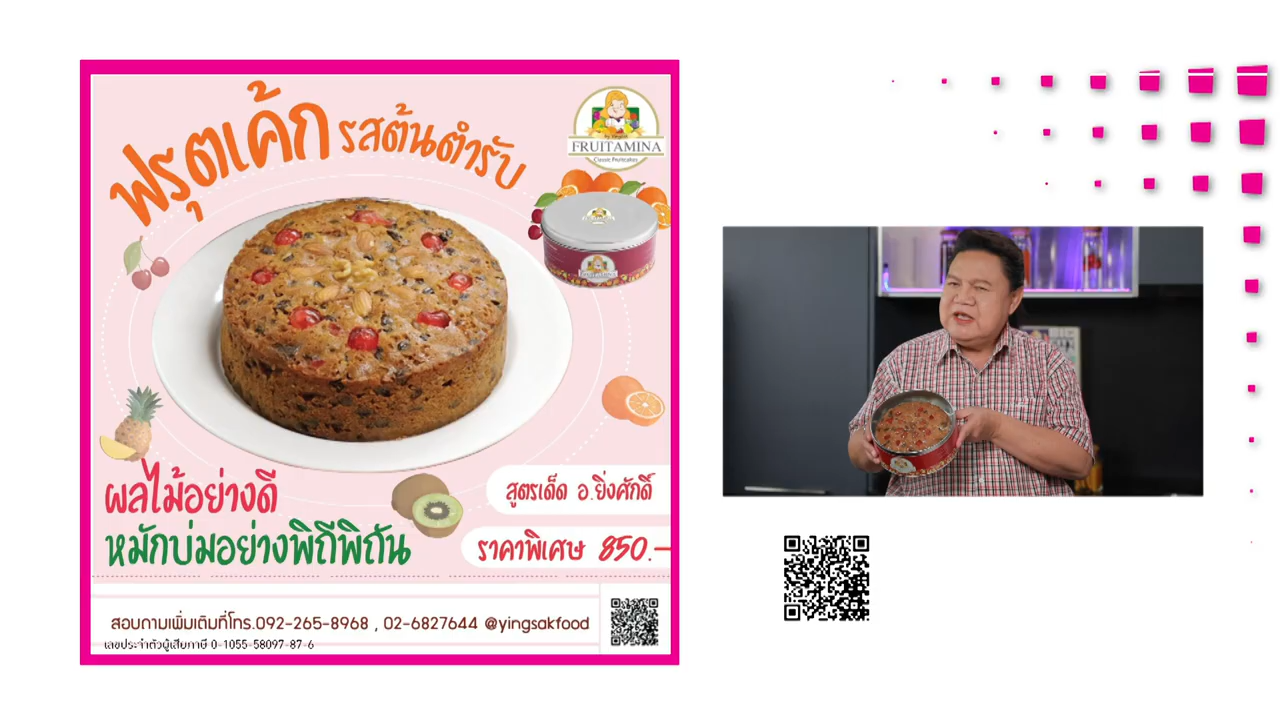 ฟรุตเค้ก รสต้นตำรับ
by Yingsak
FRUITAMINA
Classic Fruitcakes
FRUITAMINA
ผลไม้อย่างดี
หมักบ่มอย่างพิถีพิถัน
สูตรเด็ด อ.ยิ่งศักดิ์
ราคาพิเศษ 850.-
สอบถามเพิ่มเติมที่โทร.092-265-8968 , 02-6827644 @yingsakfood
เลขประจำตัวผู้เสียภาษี 0-1055-58097-87-6